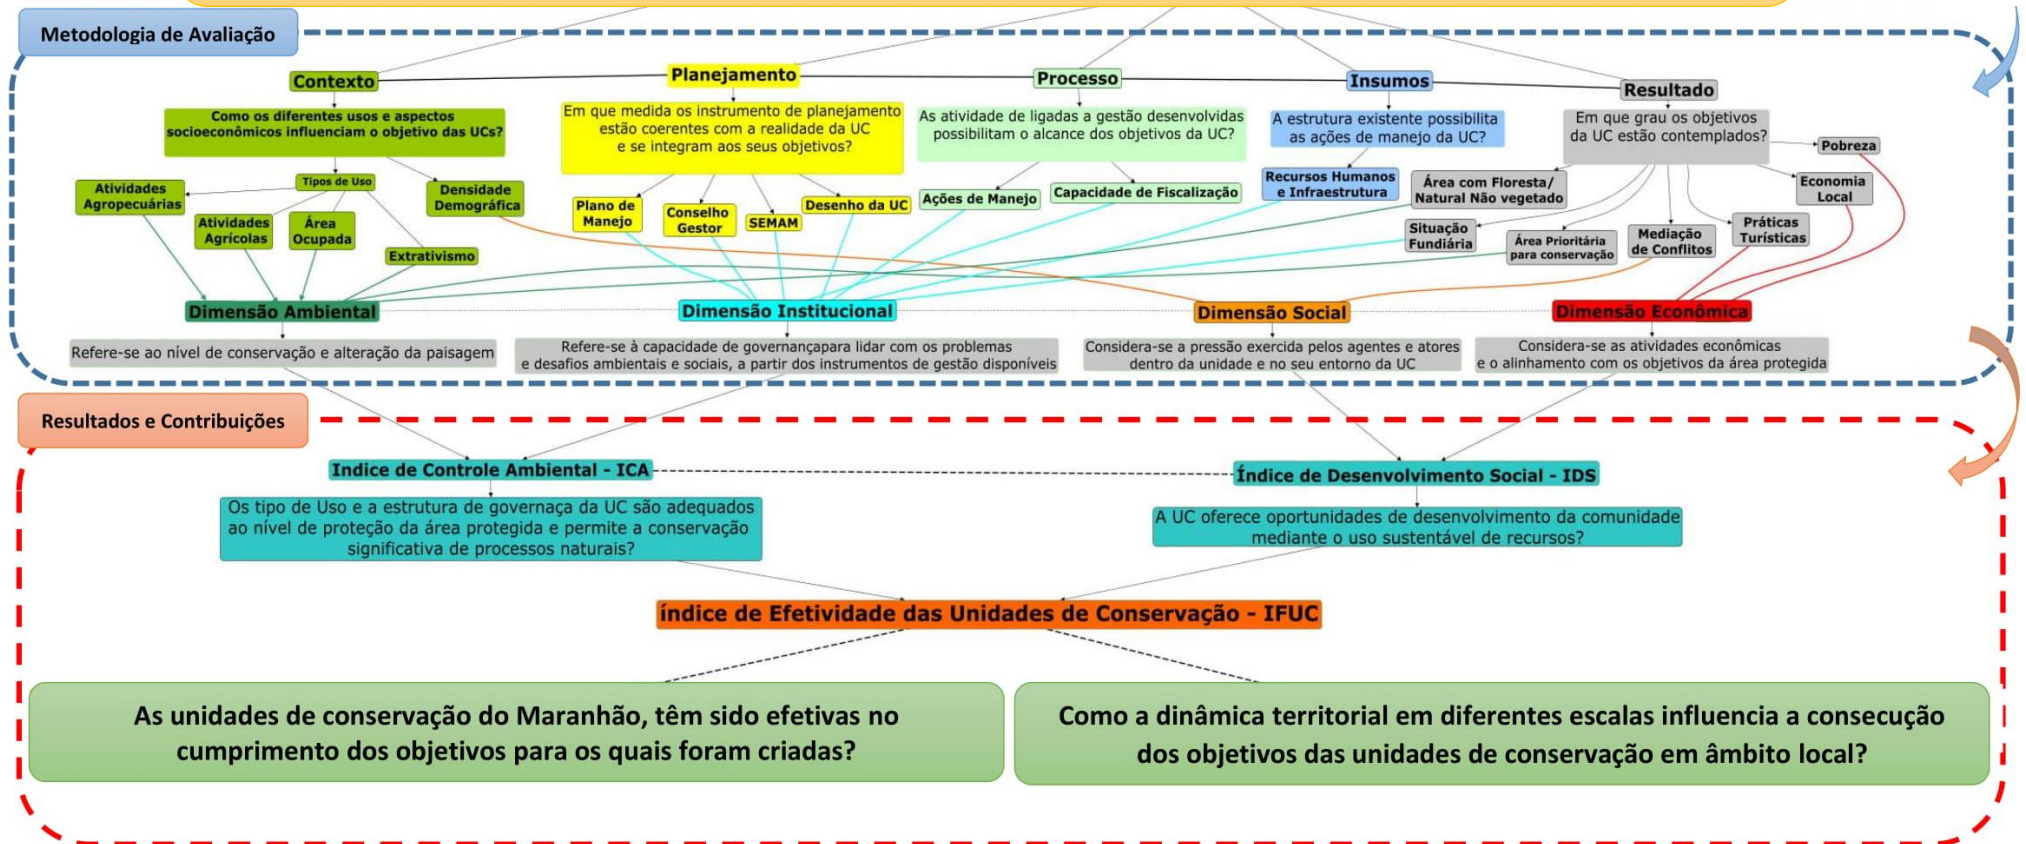 Metodologia de Avaliação
Contexto
Planejamento
Processo
Insumos
Resultado
Como os diferentes usos e aspectos
socioeconômicos influenciam o objetivo das UCs?
Em que medida os instrumento de planejamento
estão coerentes com a realidade da UC
e se integram aos seus objetivos?
As atividade de ligadas a gestão desenvolvidas
possibilitam o alcance dos objetivos da UC?
A estrutura existente possibilita
as ações de manejo da UC?
Em que grau os objetivos
da UC estão contemplados?
Pobreza
Atividades
Agropecuárias
Tipos de Uso
Densidade
Demográfica
Atividades
Agrícolas
Área
Ocupada
Extrativismo
Plano de
Manejo
Conselho
Gestor
SEMAM
Desenho da UC
Ações de Manejo
Capacidade de Fiscalização
Recursos Humanos
e Infraestrutura
Área com Floresta/
Natural Não vegetado
Economia
Local
Situação
Fundiária
Área Prioritária
para conservação
Mediação
de Conflitos
Práticas
Turísticas
Dimensão Ambiental
Dimensão Institucional
Dimensão Social
Dimensão Econômica
Refere-se ao nível de conservação e alteração da paisagem
Refere-se à capacidade de governançapara lidar com os problemas
e desafios ambientais e sociais, a partir dos instrumentos de gestão disponíveis
Considera-se a pressão exercida pelos agentes e atores
dentro da unidade e no seu entorno da UC
Considera-se as atividades econômicas
e o alinhamento com os objetivos da área protegida
Resultados e Contribuições
Indice de Controle Ambiental - ICA
Índice de Desenvolvimento Social - IDS
Os tipo de Uso e a estrutura de governaça da UC são adequados
ao nível de proteção da área protegida e permite a conservação
significativa de processos naturais?
A UC oferece oportunidades de desenvolvimento da comunidade
mediante o uso sustentável de recursos?
índice de Efetividade das Unidades de Conservação - IFUC
As unidades de conservação do Maranhão, têm sido efetivas no
cumprimento dos objetivos para os quais foram criadas?
Como a dinâmica territorial em diferentes escalas influencia a consecução
dos objetivos das unidades de conservação em âmbito local?